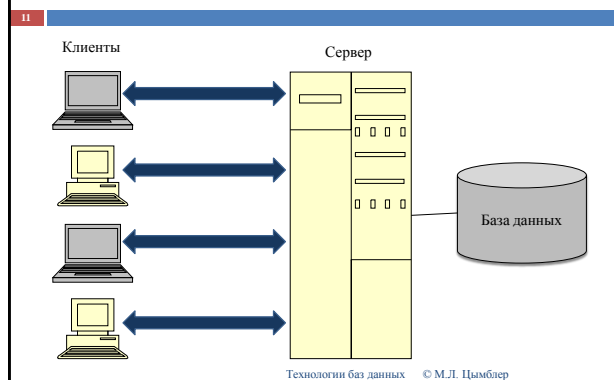 11
Клиенты
Сервер
База данных
Технологии баз данных © М.Л. Цымблер